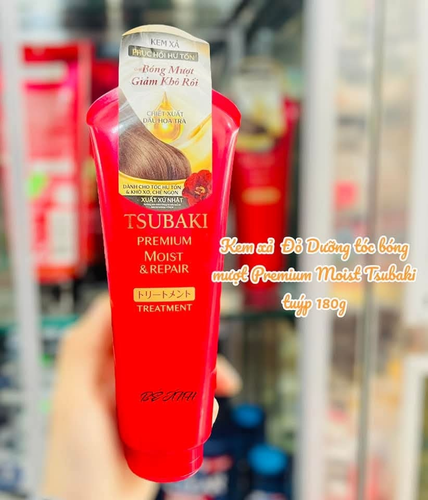 KEM XẢ
PHỤC HỒI HƯ TỔN
Bóng Mượt
Giảm Khô Rối
CHIẾT XUẤT
DẦU HOA TRÀ
DÀNH CHO TÓC HƯ TỔN
& KHÔ XƠ, CHẺ NGỌN
XUẤT XỨ NHẬT
TSUBAKI
PREMIUM
MOIST
& REPAIR
トリートメント
TREATMENT
Kem xả Đỏ Dưỡng tóc bóng
mượt Premium Moist Tsubaki
tuýp 180g